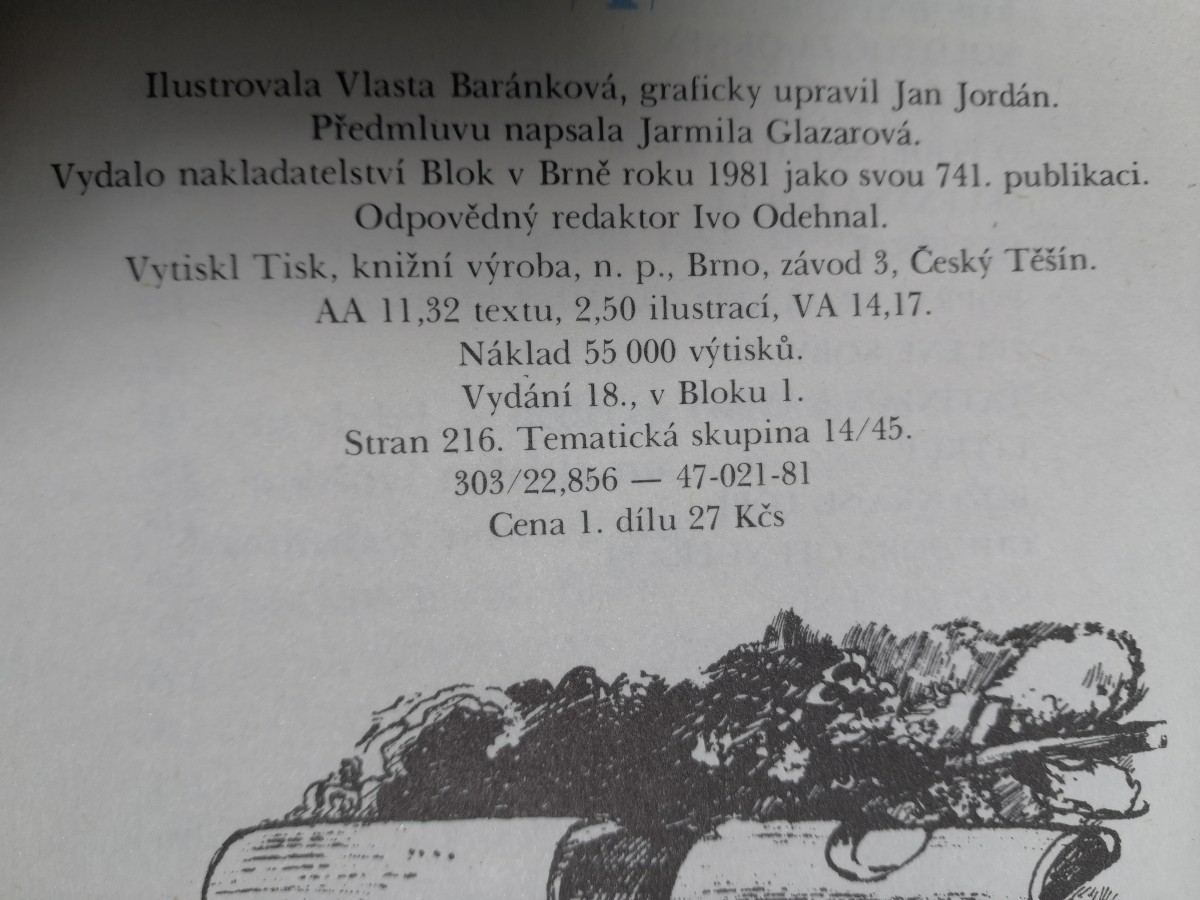 Ilustrovala Vlasta Baránková, graficky upravil Jan Jordán.
Předmluvu napsala Jarmila Glazarová.
Vydalo nakladatelství Blok v Brně roku 1981 jako svou 741. publikaci.
Odpovědný redaktor Ivo Odehnal.
Vytiskl Tisk, knižní výroba, n. p., Brno, závod 3, Český Těšín.
AA 11,32 textu, 2,50 ilustrací, VA 14,17.
Náklad 55 000 výtisků.
Vydání 18., v Bloku 1.
Stran 216. Tematická skupina 14/45.
303/22,856 — 47-021-81
Cena 1. dílu 27 Kčs